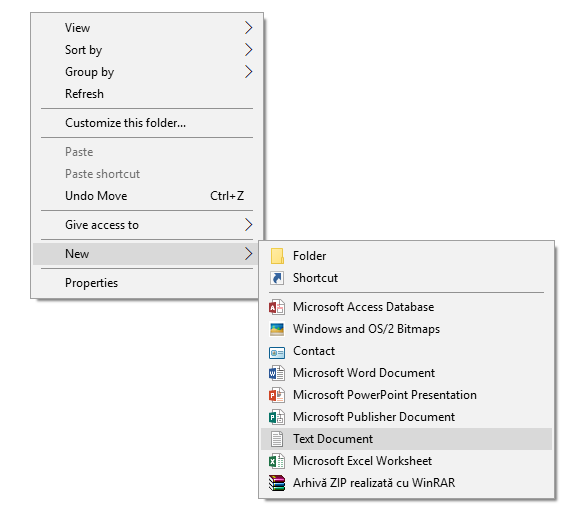 View
Sort by
Group by
Refresh
Customize this folder...
Paste
Paste shortcut
Undo Move Ctrl+Z
Give access to
New
Properties
Folder
Shortcut
Microsoft Access Database
Windows and OS/2 Bitmaps
Contact
Microsoft Word Document
Microsoft PowerPoint Presentation
Microsoft Publisher Document
Text Document
Microsoft Excel Worksheet
Arhivă ZIP realizată cu WinRAR